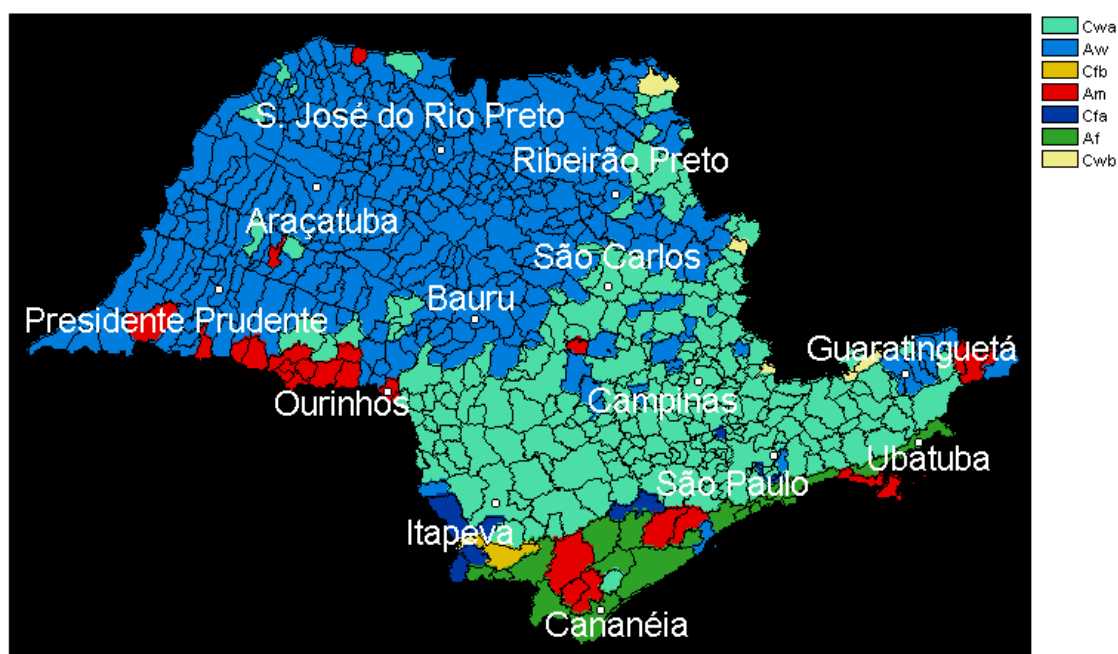 Cwa
Aw
Cfb
Am
Cfa
Af
Cwb
S. José do Rio Preto
Ribeirão Preto
Araçatuba
São Carlos
Bauru
Presidente Prudente
Guaratinguetá
Ourinhos
Campinas
Ubatuba
São Paulo
Itapeva
Cananéia